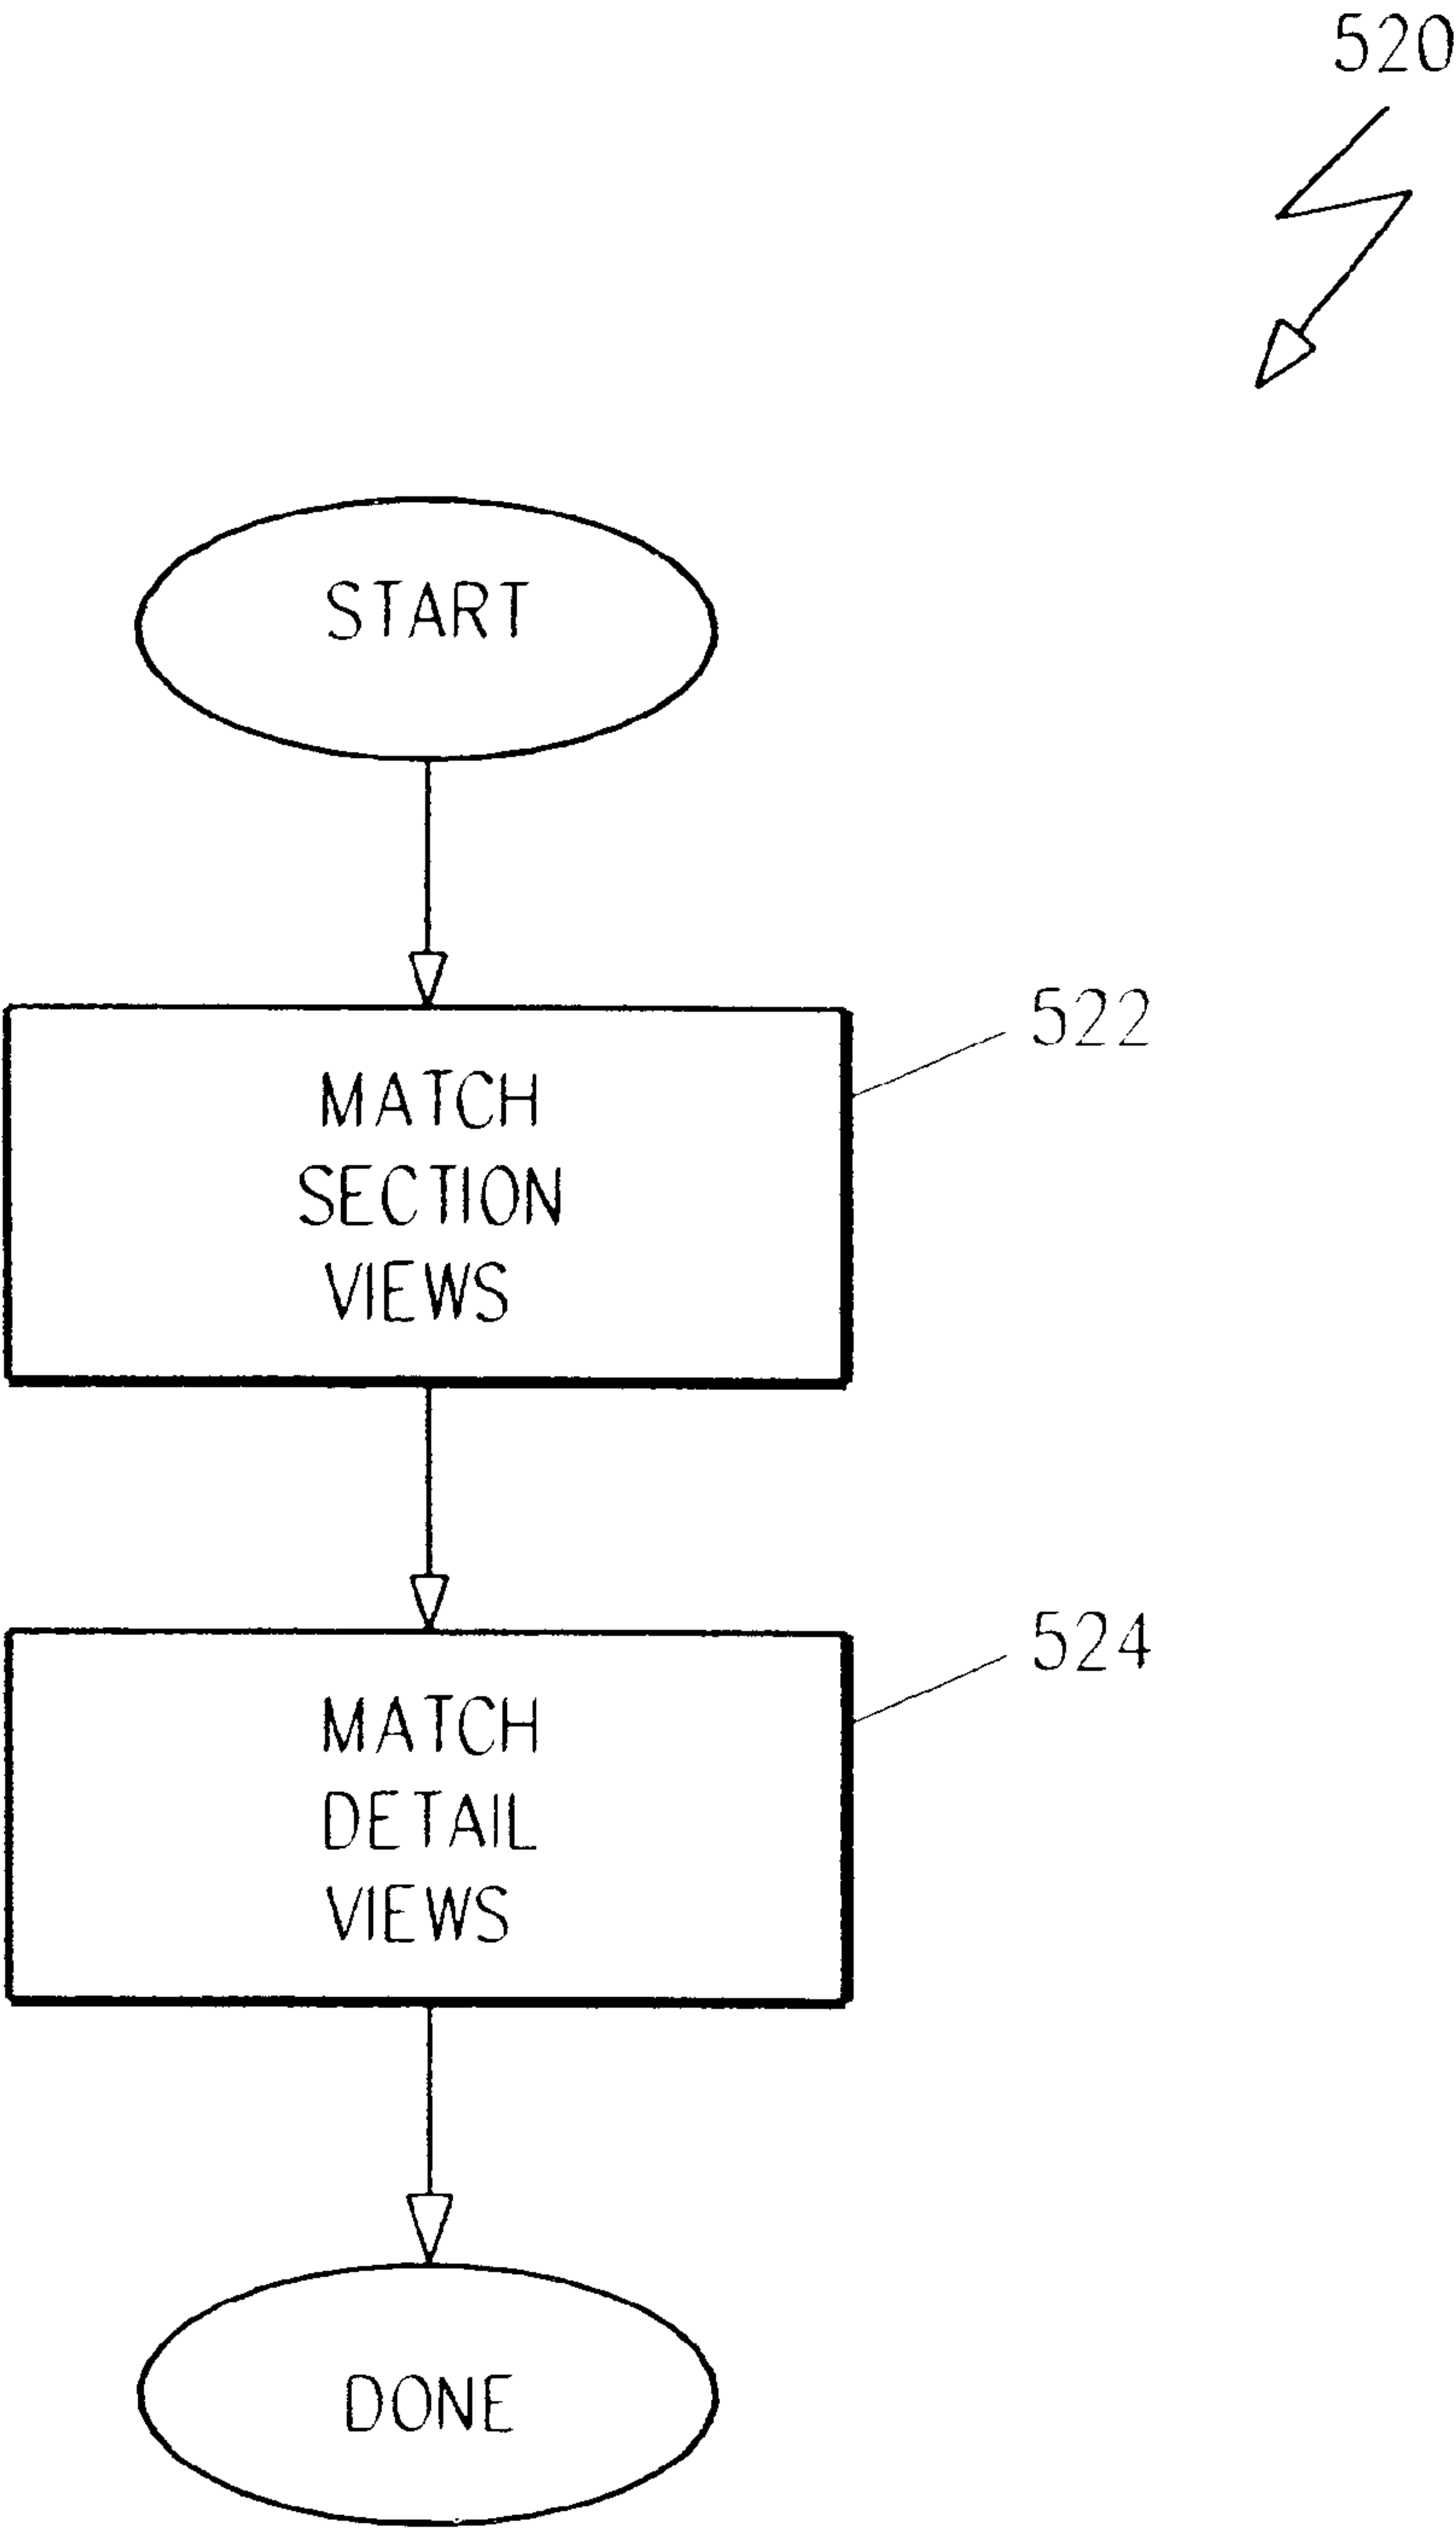 520
START
522
MATCH
SECTION
VIEWS
524
MATCH
DETAIL
VIEWS
DONE